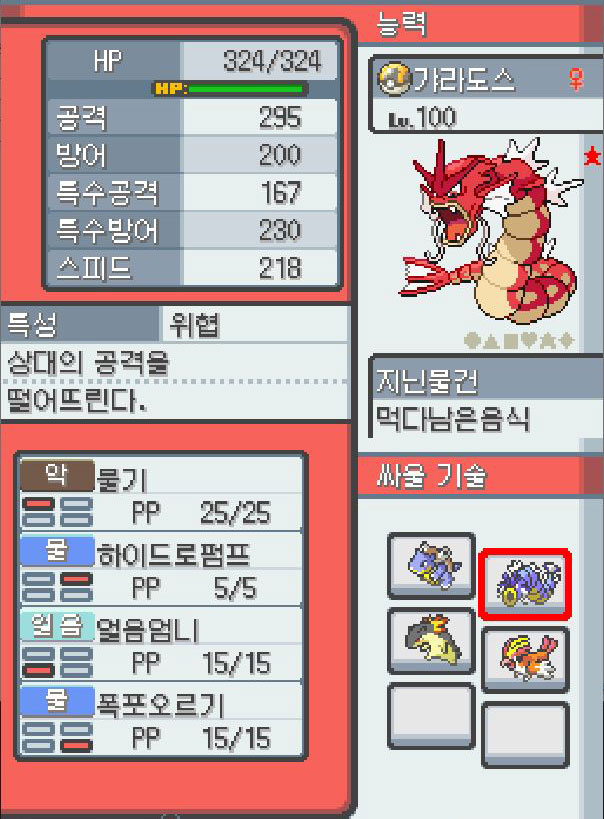 HP 324/324
HP:
공격 295
방어 200
특수공격 167
특수방어 230
스피드 218
특성 위협
상대의 공격을
떨어뜨린다.
악 물기
PP 25/25
물 하이드로펌프
PP 5/5
얼음 얼음엄니
PP 15/15
물 폭포오르기
PP 15/15
능력
갸라도스 ♀
Lv.100
지닌물건
먹다남은음식
싸울 기술